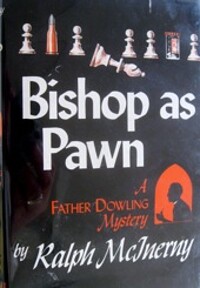 Bishop as
Pawn
A
FATHER DOWLING
Mystery
by Ralph McInerny